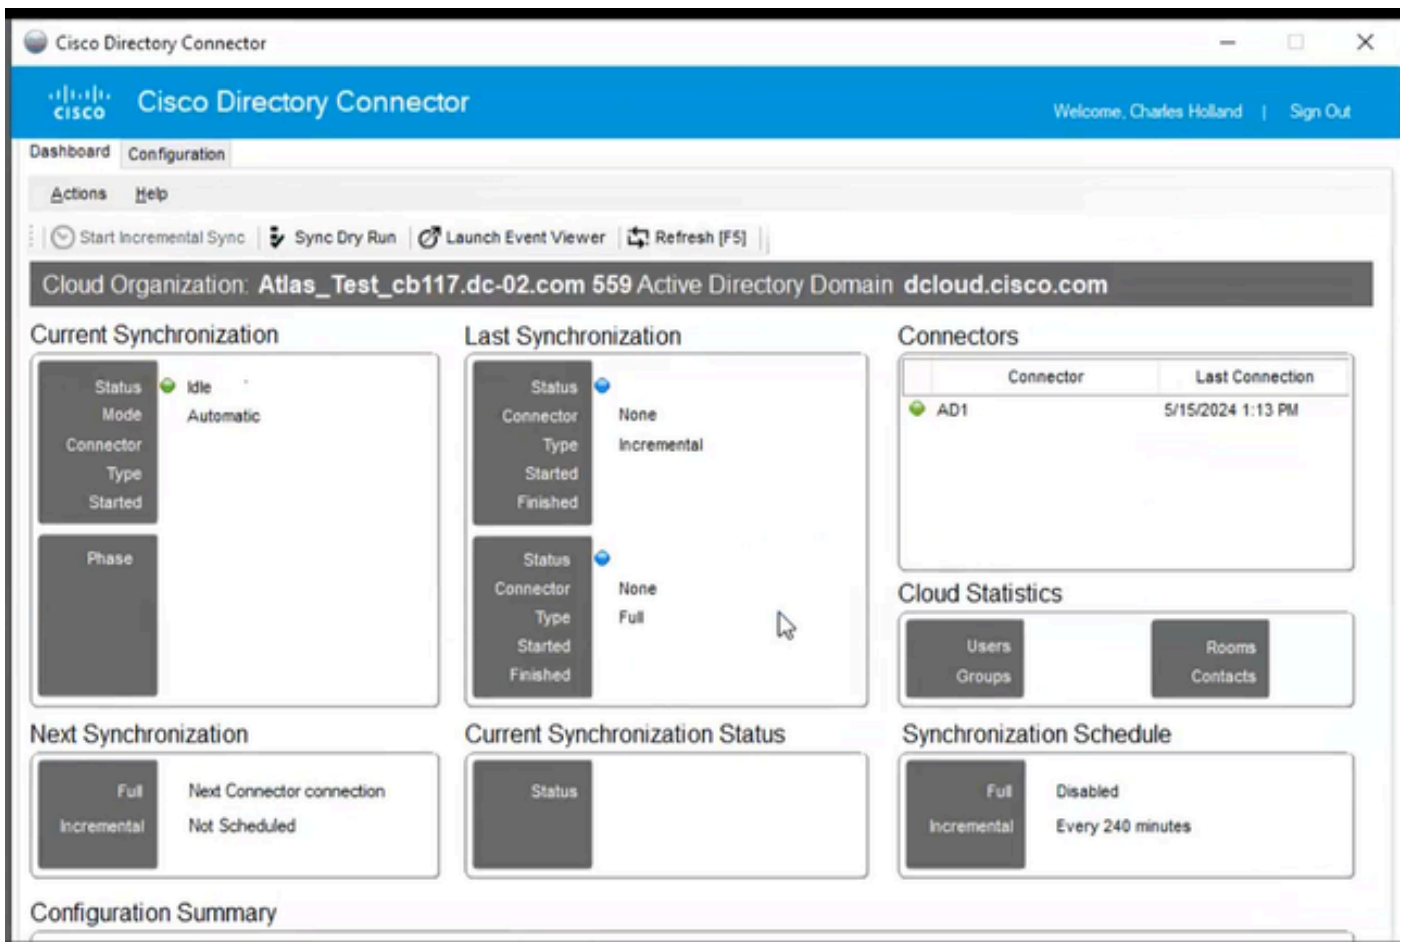 Cisco Directory Connector
cisco Cisco Directory Connector Welcome, Charles Holland | Sign Out
Dashboard Configuration
Actions Help
Start Incremental Sync Sync Dry Run Launch Event Viewer Refresh [F5]
Cloud Organization: Atlas_Test_cb117.dc-02.com 559 Active Directory Domain dcloud.cisco.com
Current Synchronization
Status Idle
Mode Automatic
Connector
Type
Started
Phase
Last Synchronization
Status
Connector None
Type Incremental
Started
Finished
Status
Connector None
Type Full
Started
Finished
Connectors
Connector Last Connection
AD1 5/15/2024 1:13 PM
Cloud Statistics
Users Rooms
Groups Contacts
Next Synchronization
Full Next Connector connection
Incremental Not Scheduled
Current Synchronization Status
Status
Synchronization Schedule
Full Disabled
Incremental Every 240 minutes
Configuration Summary